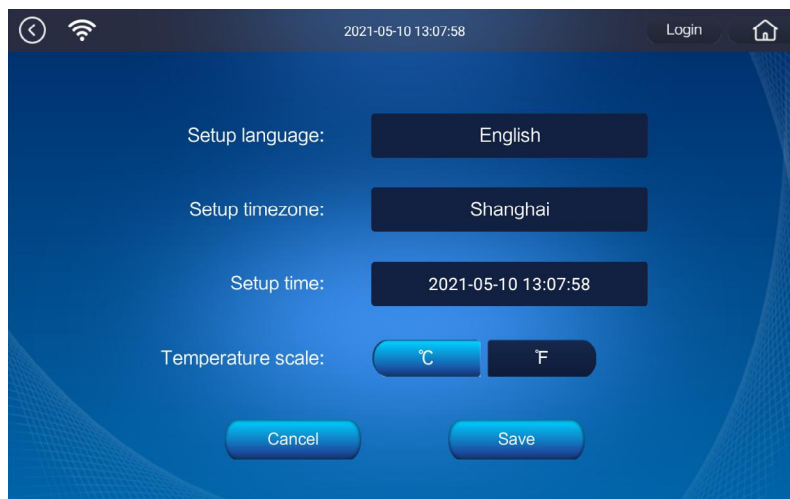 2021-05-10 13:07:58 Login
Setup language: English
Setup timezone: Shanghai
Setup time: 2021-05-10 13:07:58
Temperature scale: ℃ ℉
Cancel Save